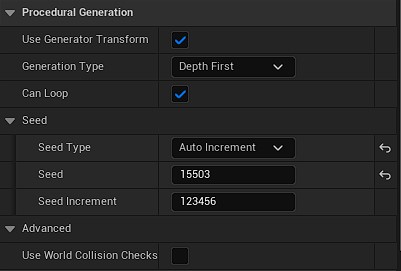 Procedural Generation
Use Generator Transform
Generation Type Depth First
Can Loop
Seed
Seed Type Auto Increment
Seed 15503
Seed Increment 123456
Advanced
Use World Collision Checks